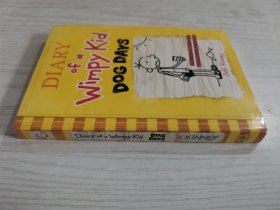 DIARY
of a
Wimpy Kid
DOG DAYS
Diary of a Wimpy Kid DOG DAYS KINNEY